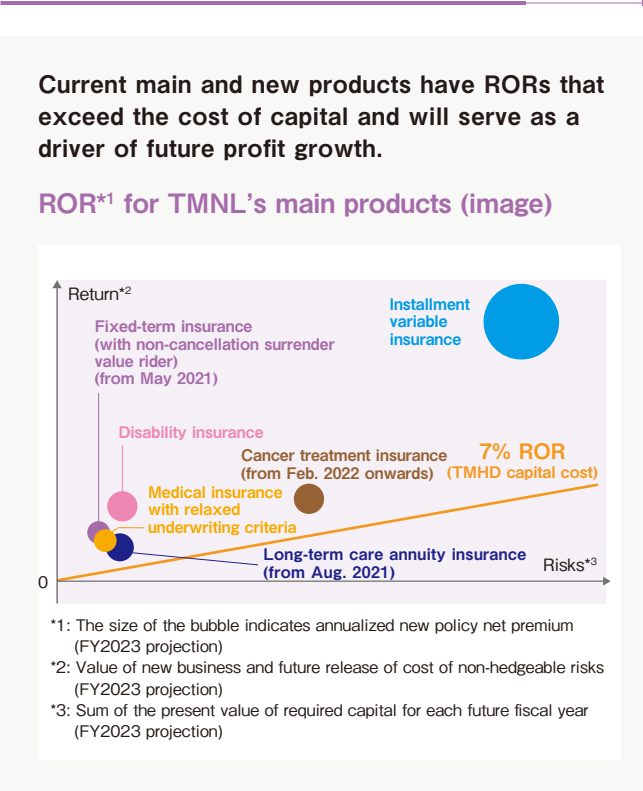 Current main and new products have RORs that
exceed the cost of capital and will serve as a
driver of future profit growth.
ROR*1 for TMNL's main products (image)
Return*2
Installment
variable
insurance
Fixed-term insurance
(with non-cancellation surrender
value rider)
(from May 2021)
Disability insurance
Cancer treatment insurance
(from Feb. 2022 onwards)
7% ROR
(TMHD capital cost)
Medical insurance
with relaxed
underwriting criteria
Long-term care annuity insurance
(from Aug. 2021)
Risks*3
0
*1: The size of the bubble indicates annualized new policy net premium
(FY2023 projection)
*2: Value of new business and future release of cost of non-hedgeable risks
(FY2023 projection)
*3: Sum of the present value of required capital for each future fiscal year
(FY2023 projection)